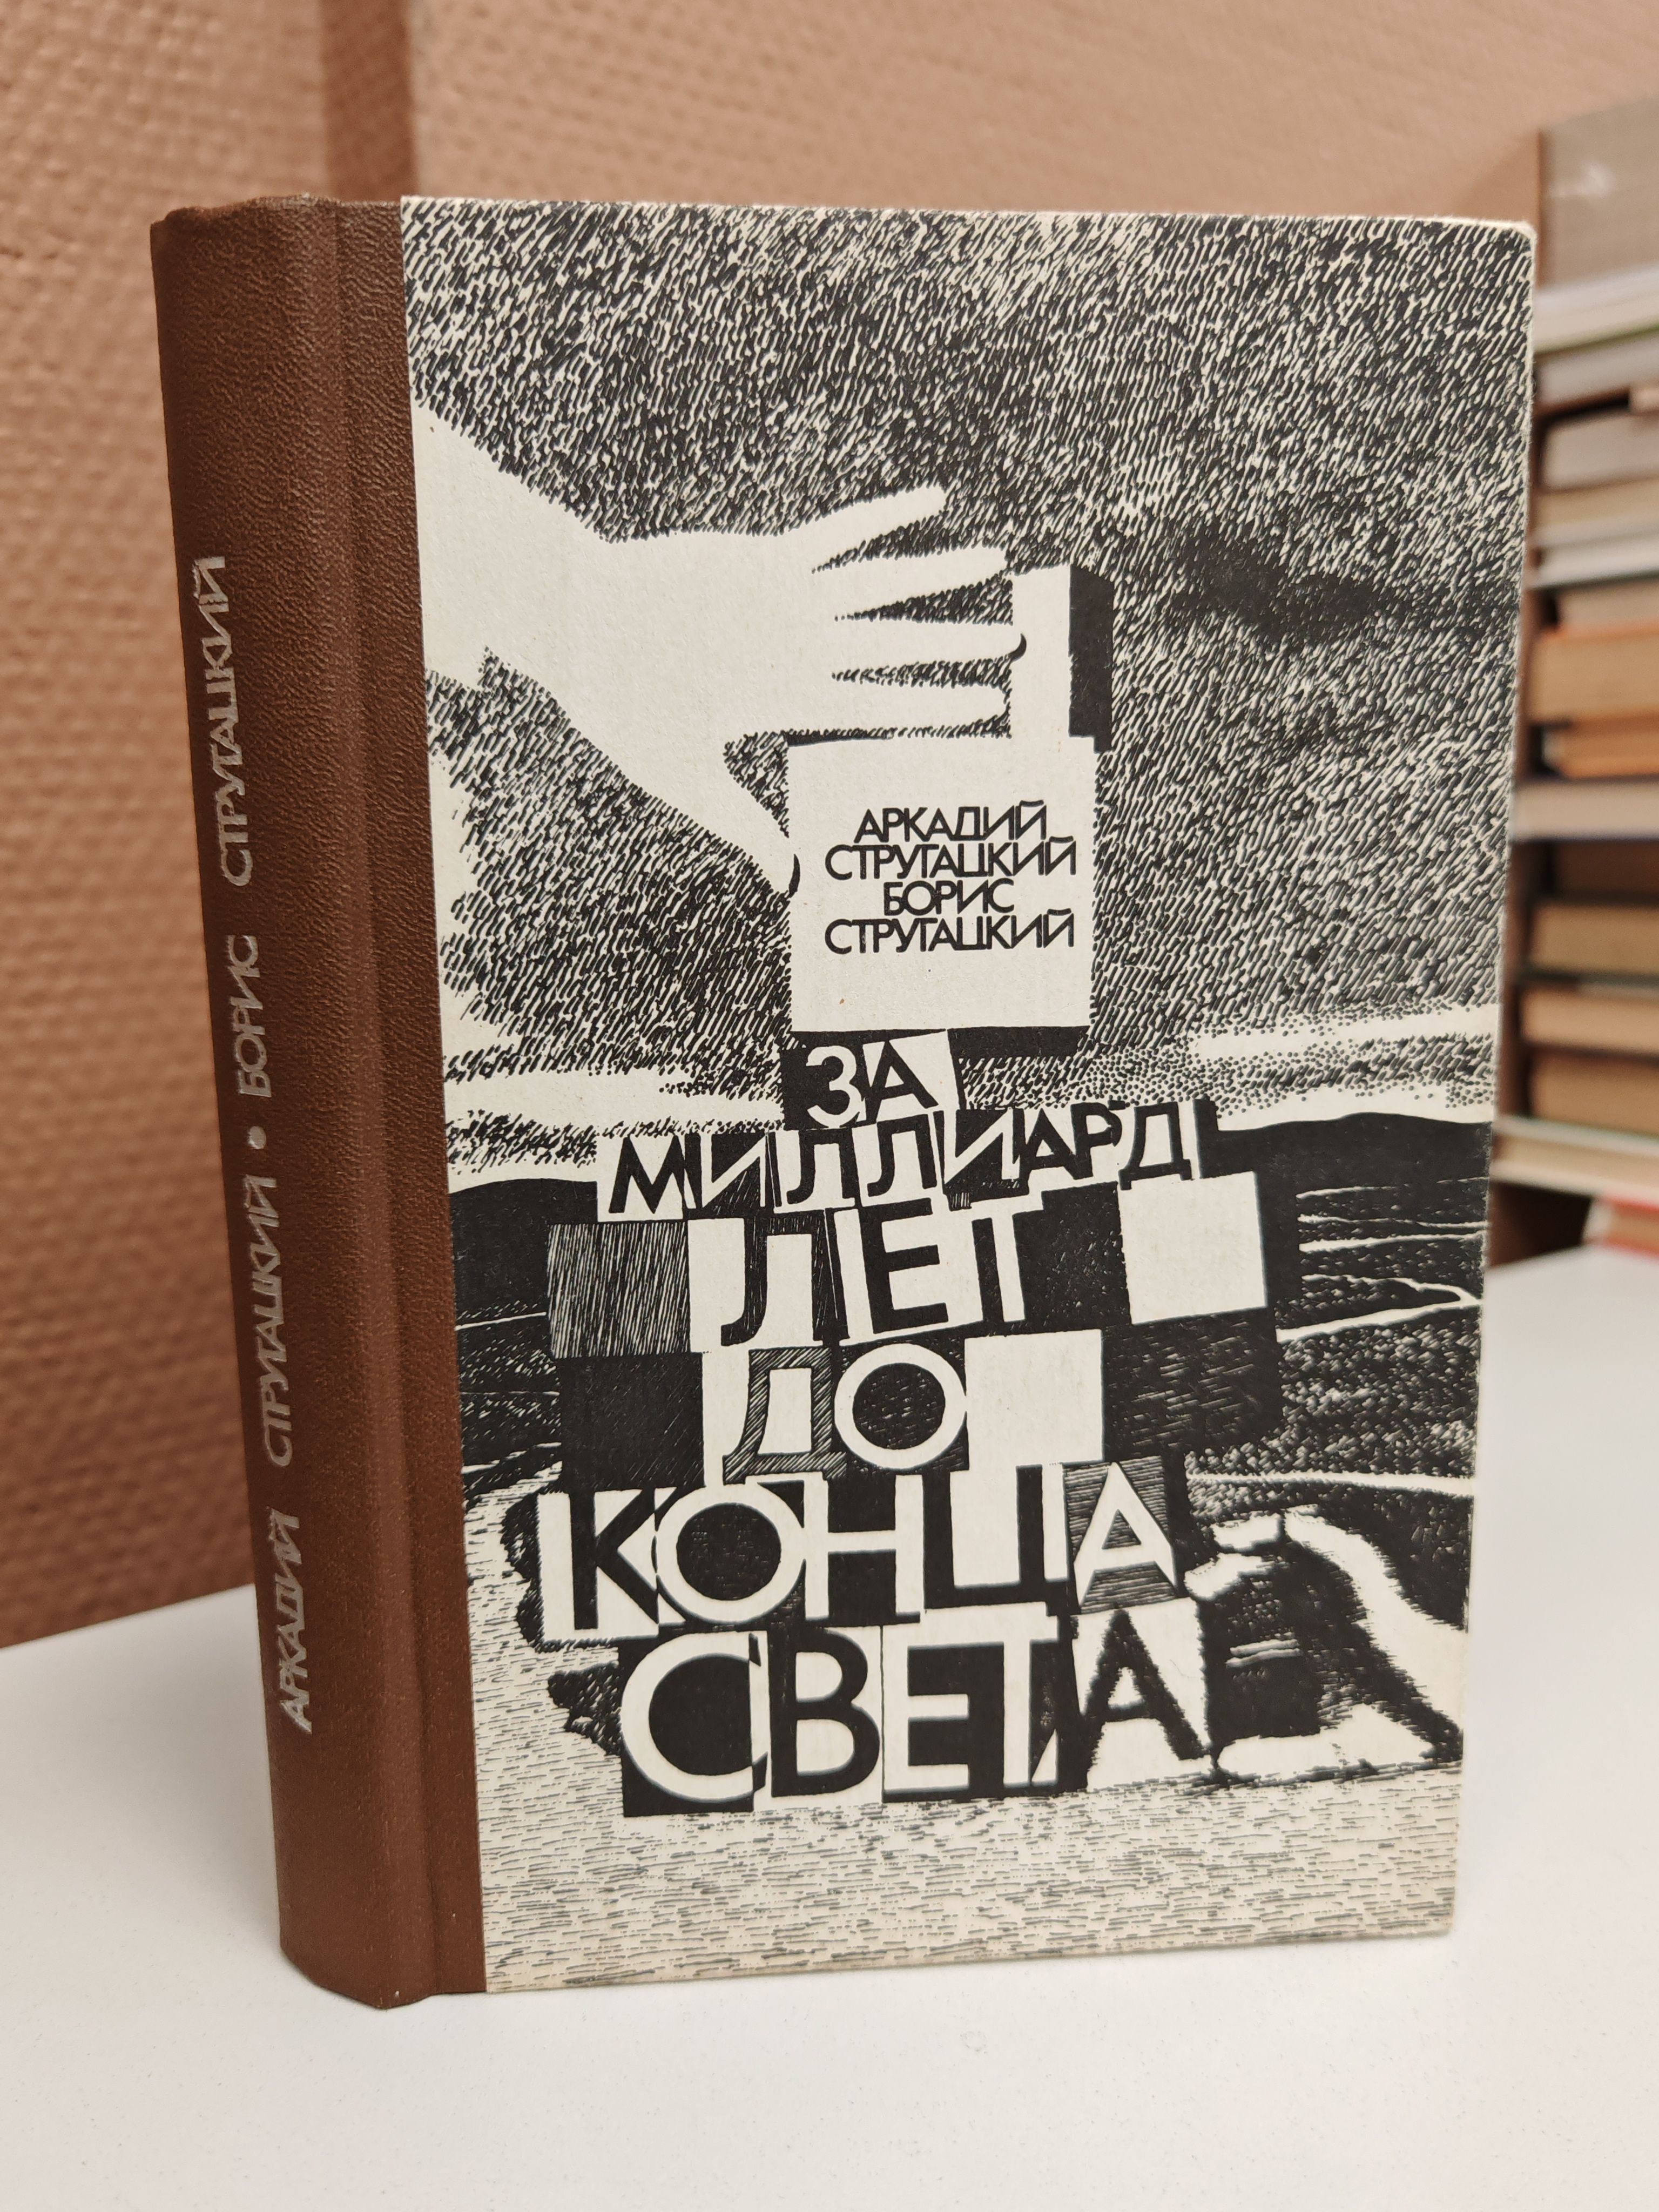 АРКАДИЙ СТРУГАЦКИЙ • БОРИС СТРУГАЦКИЙ
АРКАДИЙ
СТРУГАЦКИЙ
БОРИС
СТРУГАЦКИЙ
ЗА
МИЛЛИАРД
ЛЕТ
ДО
КОНЦА
СВЕТА